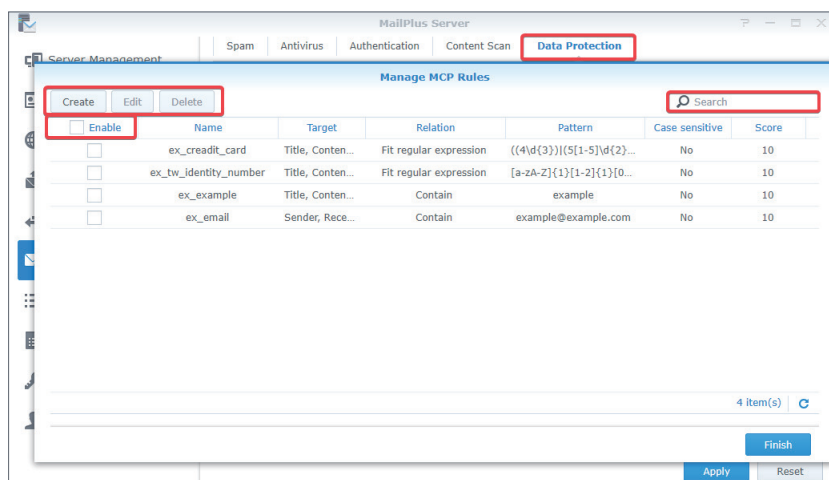 MailPlus Server
Spam Antivirus Authentication Content Scan Data Protection
Server Management
Manage MCP Rules
Create Edit Delete Search
Enable Name Target Relation Pattern Case sensitive Score
ex_creadit_card Title, Conten... Fit regular expression ((4\d{3})|(5[1-5]\d{2}... No 10
ex_tw_identity_number Title, Conten... Fit regular expression [a-zA-Z]{1}[1-2]{1}[0... No 10
ex_example Title, Conten... Contain example No 10
ex_email Sender, Rece... Contain example@example.com No 10
4 item(s)
Finish
Apply Reset